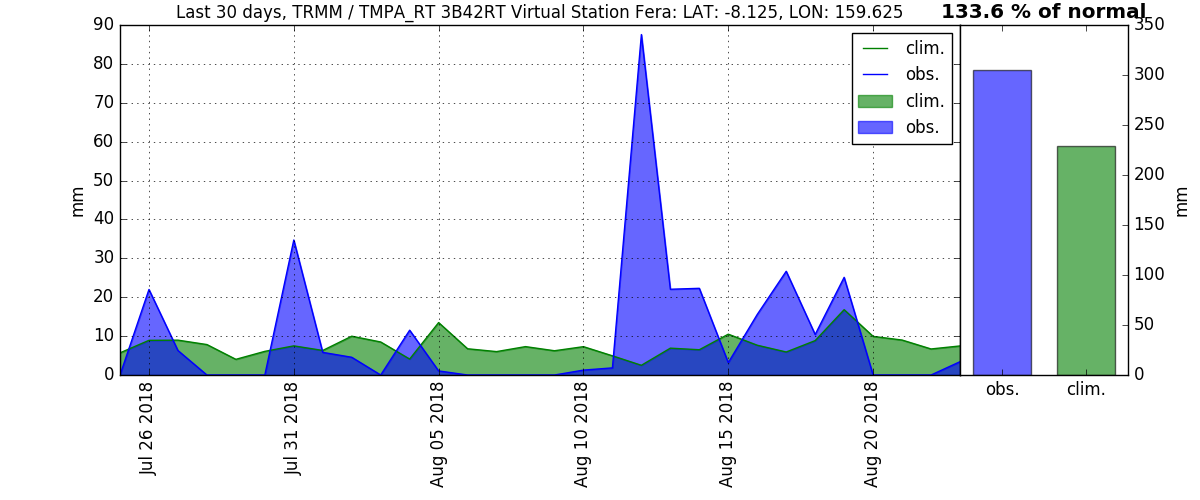 Last 30 days, TRMM / TMPA_RT 3B42RT Virtual Station Fera: LAT: -8.125, LON: 159.625
133.6 % of normal
90
80
70
60
50
40
30
20
10
0
mm
clim.
obs.
clim.
obs.
Jul 26 2018
Jul 31 2018
Aug 05 2018
Aug 10 2018
Aug 15 2018
Aug 20 2018
350
300
250
200
150
100
50
0
mm
obs.
clim.